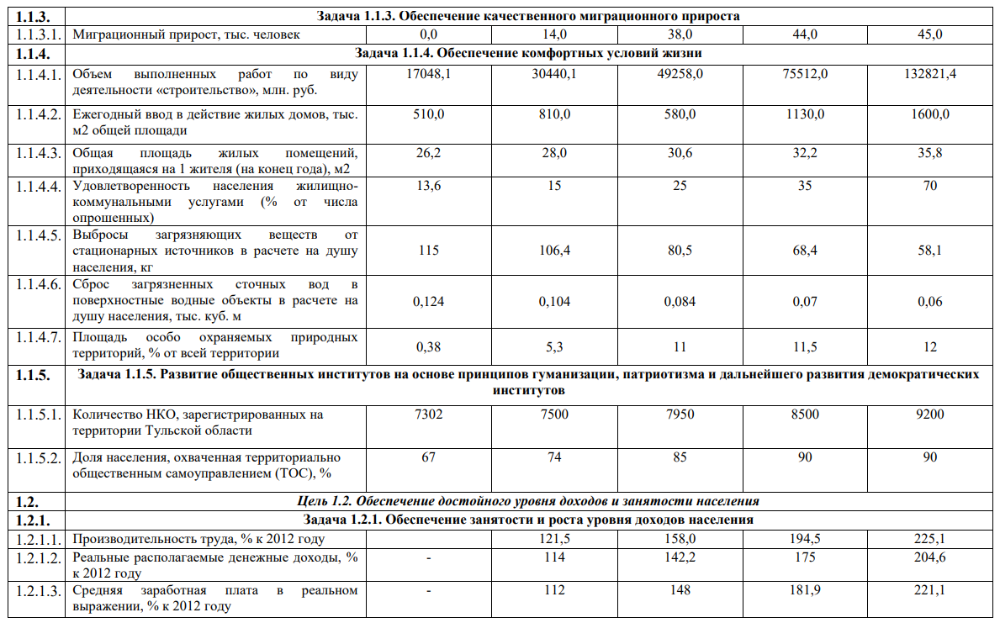 1.1.3. Задача 1.1.3. Обеспечение качественного миграционного прироста
1.1.3.1. Миграционный прирост, тыс. человек 0,0 14,0 38,0 44,0 45,0
1.1.4. Задача 1.1.4. Обеспечение комфортных условий жизни
1.1.4.1. Объем выполненных работ по виду 17048,1 30440,1 49258,0 75512,0 132821,4
деятельности «строительство», млн. руб.
1.1.4.2. Ежегодный ввод в действие жилых домов, тыс. 510,0 810,0 580,0 1130,0 1600,0
м2 общей площади
1.1.4.3. Общая площадь жилых помещений, 26,2 28,0 30,6 32,2 35,8
приходящаяся на 1 жителя (на конец года), м2
1.1.4.4. Удовлетворенность населения жилищно- 13,6 15 25 35 70
коммунальными услугами (% от числа
опрошенных)
1.1.4.5. Выбросы загрязняющих веществ от
стационарных источников в расчете на душу 115 106,4 80,5 68,4 58,1
населения, кг
1.1.4.6. Сброс загрязненных сточных вод в
поверхностные водные объекты в расчете на 0,124 0,104 0,084 0,07 0,06
душу населения, тыс. куб. м
1.1.4.7. Площадь особо охраняемых природных
территорий, % от всей территории 0,38 5,3 11 11,5 12
1.1.5. Задача 1.1.5. Развитие общественных институтов на основе принципов гуманизации, патриотизма и дальнейшего развития демократических
институтов
1.1.5.1. Количество НКО, зарегистрированных на 7302 7500 7950 8500 9200
территории Тульской области
1.1.5.2. Доля населения, охваченная территориально 67 74 85 90 90
общественным самоуправлением (ТОС), %
1.2. Цель 1.2. Обеспечение достойного уровня доходов и занятости населения
1.2.1. Задача 1.2.1. Обеспечение занятости и роста уровня доходов населения
1.2.1.1. Производительность труда, % к 2012 году 121,5 158,0 194,5 225,1
1.2.1.2. Реальные располагаемые денежные доходы, % - 114 142,2 175 204,6
к 2012 году
1.2.1.3. Средняя заработная плата в реальном - 112 148 181,9 221,1
выражении, % к 2012 году